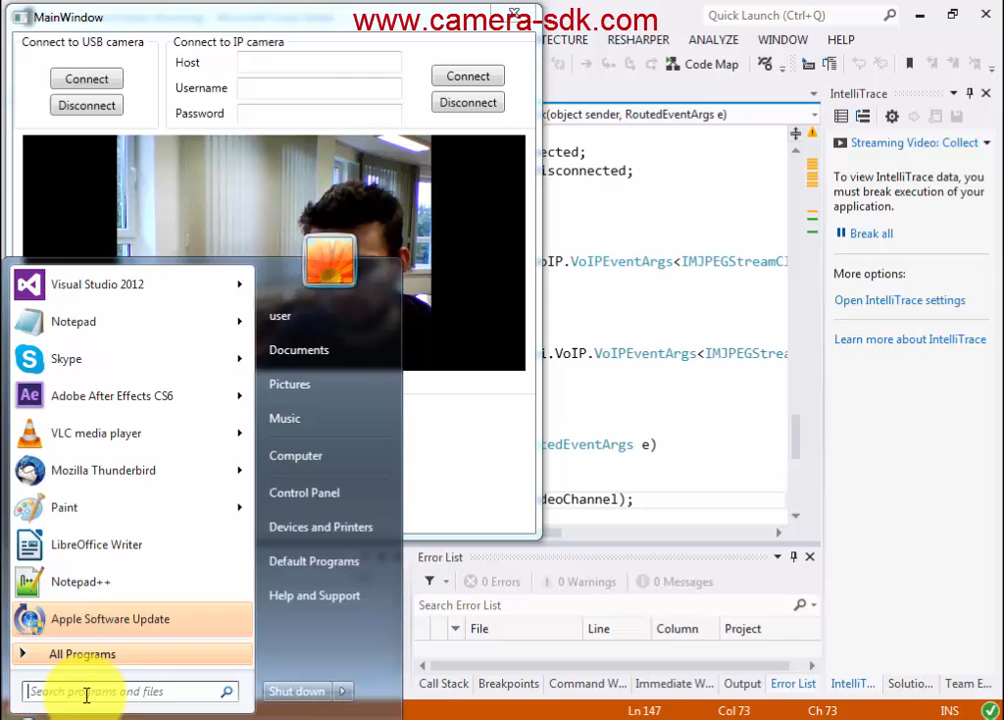 MainWindow
www.camera-sdk.com
Quick Launch (Ctrl+Q)
Connect to USB camera
Connect
Disconnect
Connect to IP camera
Host
Username
Password
Connect
Disconnect
RESHARPER
ANALYZE
WINDOW
HELP
Code Map
(object sender, RoutedEventArgs e)
IntelliTrace
Streaming Video: Collect
To view IntelliTrace data, you
must break execution of your
application.
Break all
More options:
Open IntelliTrace settings
Learn more about IntelliTrace
.VoIPEventArgs<IMJPEGStreamCl
.VoIP.VoIPEventArgs<IMJPEGStrea
EventArgs e)
Visual Studio 2012
Notepad
Skype
Adobe After Effects CS6
VLC media player
Mozilla Thunderbird
Paint
LibreOffice Writer
Notepad++
Apple Software Update
All Programs
Search programs and files
user
Documents
Pictures
Music
Computer
Control Panel
Devices and Printers
Default Programs
Help and Support
Shut down
Error List
0 Errors
0 Warnings
0 Messages
Search Error List
File
Line
Column
Project
Call Stack
Breakpoints
Command W...
Immediate W...
Output
Error List
IntelliT...
Solutio...
Team E...
Ln 147
Col 73
Ch 73
INS